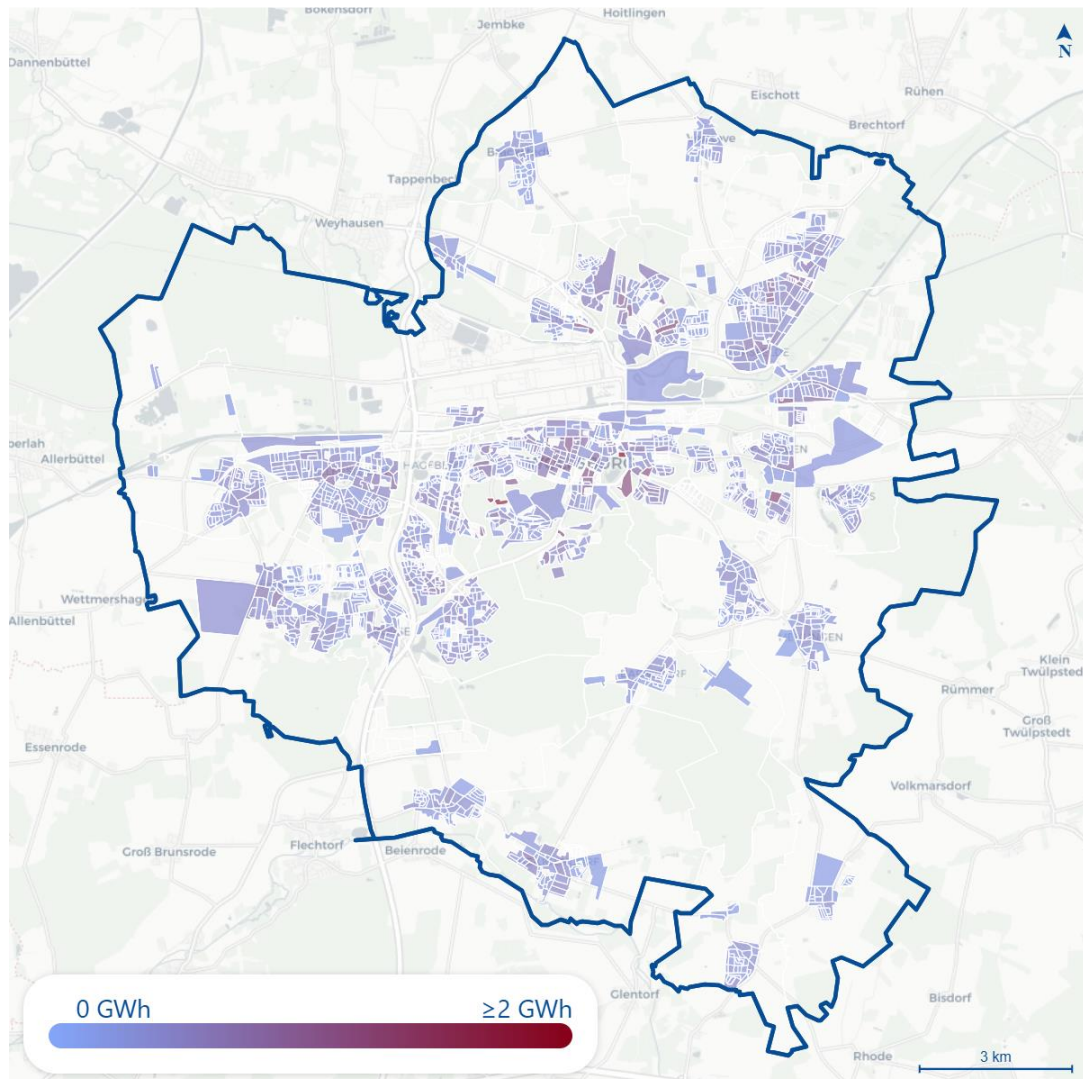 Bokensdorf
Hoitlingen
Jembke
N
Dannenbüttel
Eischott
Rühen
Brechtorf
Tappenbeck
Weyhausen
Allerbüttel
Wettmershagen
Allenbüttel
Klein
Twülpstedt
Rümmer
Groß
Twülpstedt
Essenrode
Volkmarsdorf
Flechtorf
Beienrode
Groß Brunsrode
Glentorf
Bisdorf
0 GWh
≥2 GWh
3 km
Rhode